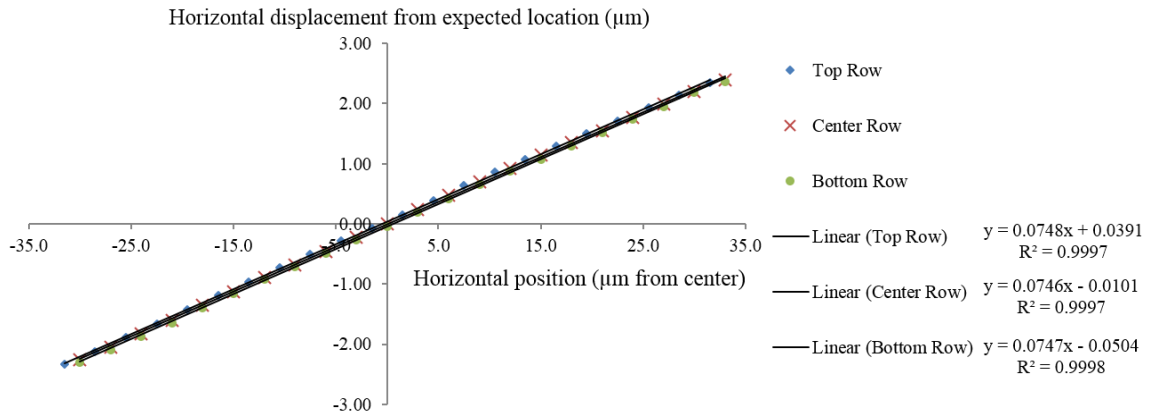 Horizontal displacement from expected location (µm)
3.00
2.00
1.00
0.00
-1.00
-2.00
-3.00
-35.0 -25.0 -15.0 -5.0 5.0 15.0 25.0 35.0
Horizontal position (µm from center)
Top Row
Center Row
Bottom Row
Linear (Top Row) y = 0.0748x + 0.0391
R² = 0.9997
Linear (Center Row) y = 0.0746x - 0.0101
R² = 0.9997
Linear (Bottom Row) y = 0.0747x - 0.0504
R² = 0.9998